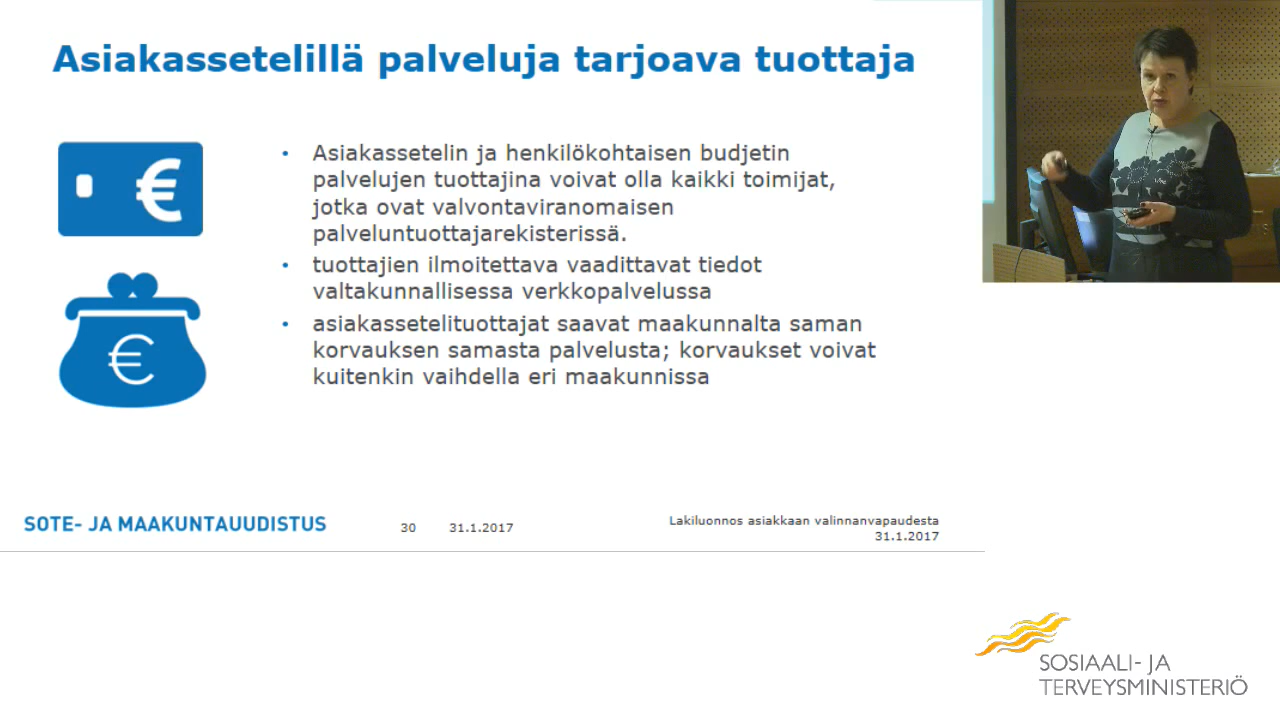 Asiakassetelillä palveluja tarjoava tuottaja
€
€
• Asiakassetelin ja henkilökohtaisen budjetin
palvelujen tuottajina voivat olla kaikki toimijat,
jotka ovat valvontaviranomaisen
palveluntuottajarekisterissä.
• tuottajien ilmoitettava vaadittavat tiedot
valtakunnallisessa verkkopalvelussa
• asiakassetelituottajat saavat maakunnalta saman
korvauksen samasta palvelusta; korvaukset voivat
kuitenkin vaihdella eri maakunnissa
SOTE- JA MAAKUNTAUUDISTUS
30 31.1.2017
Lakiluonnos asiakkaan valinnanvapaudesta
31.1.2017
SOSIAALI- JA
TERVEYSMINISTERIÖ